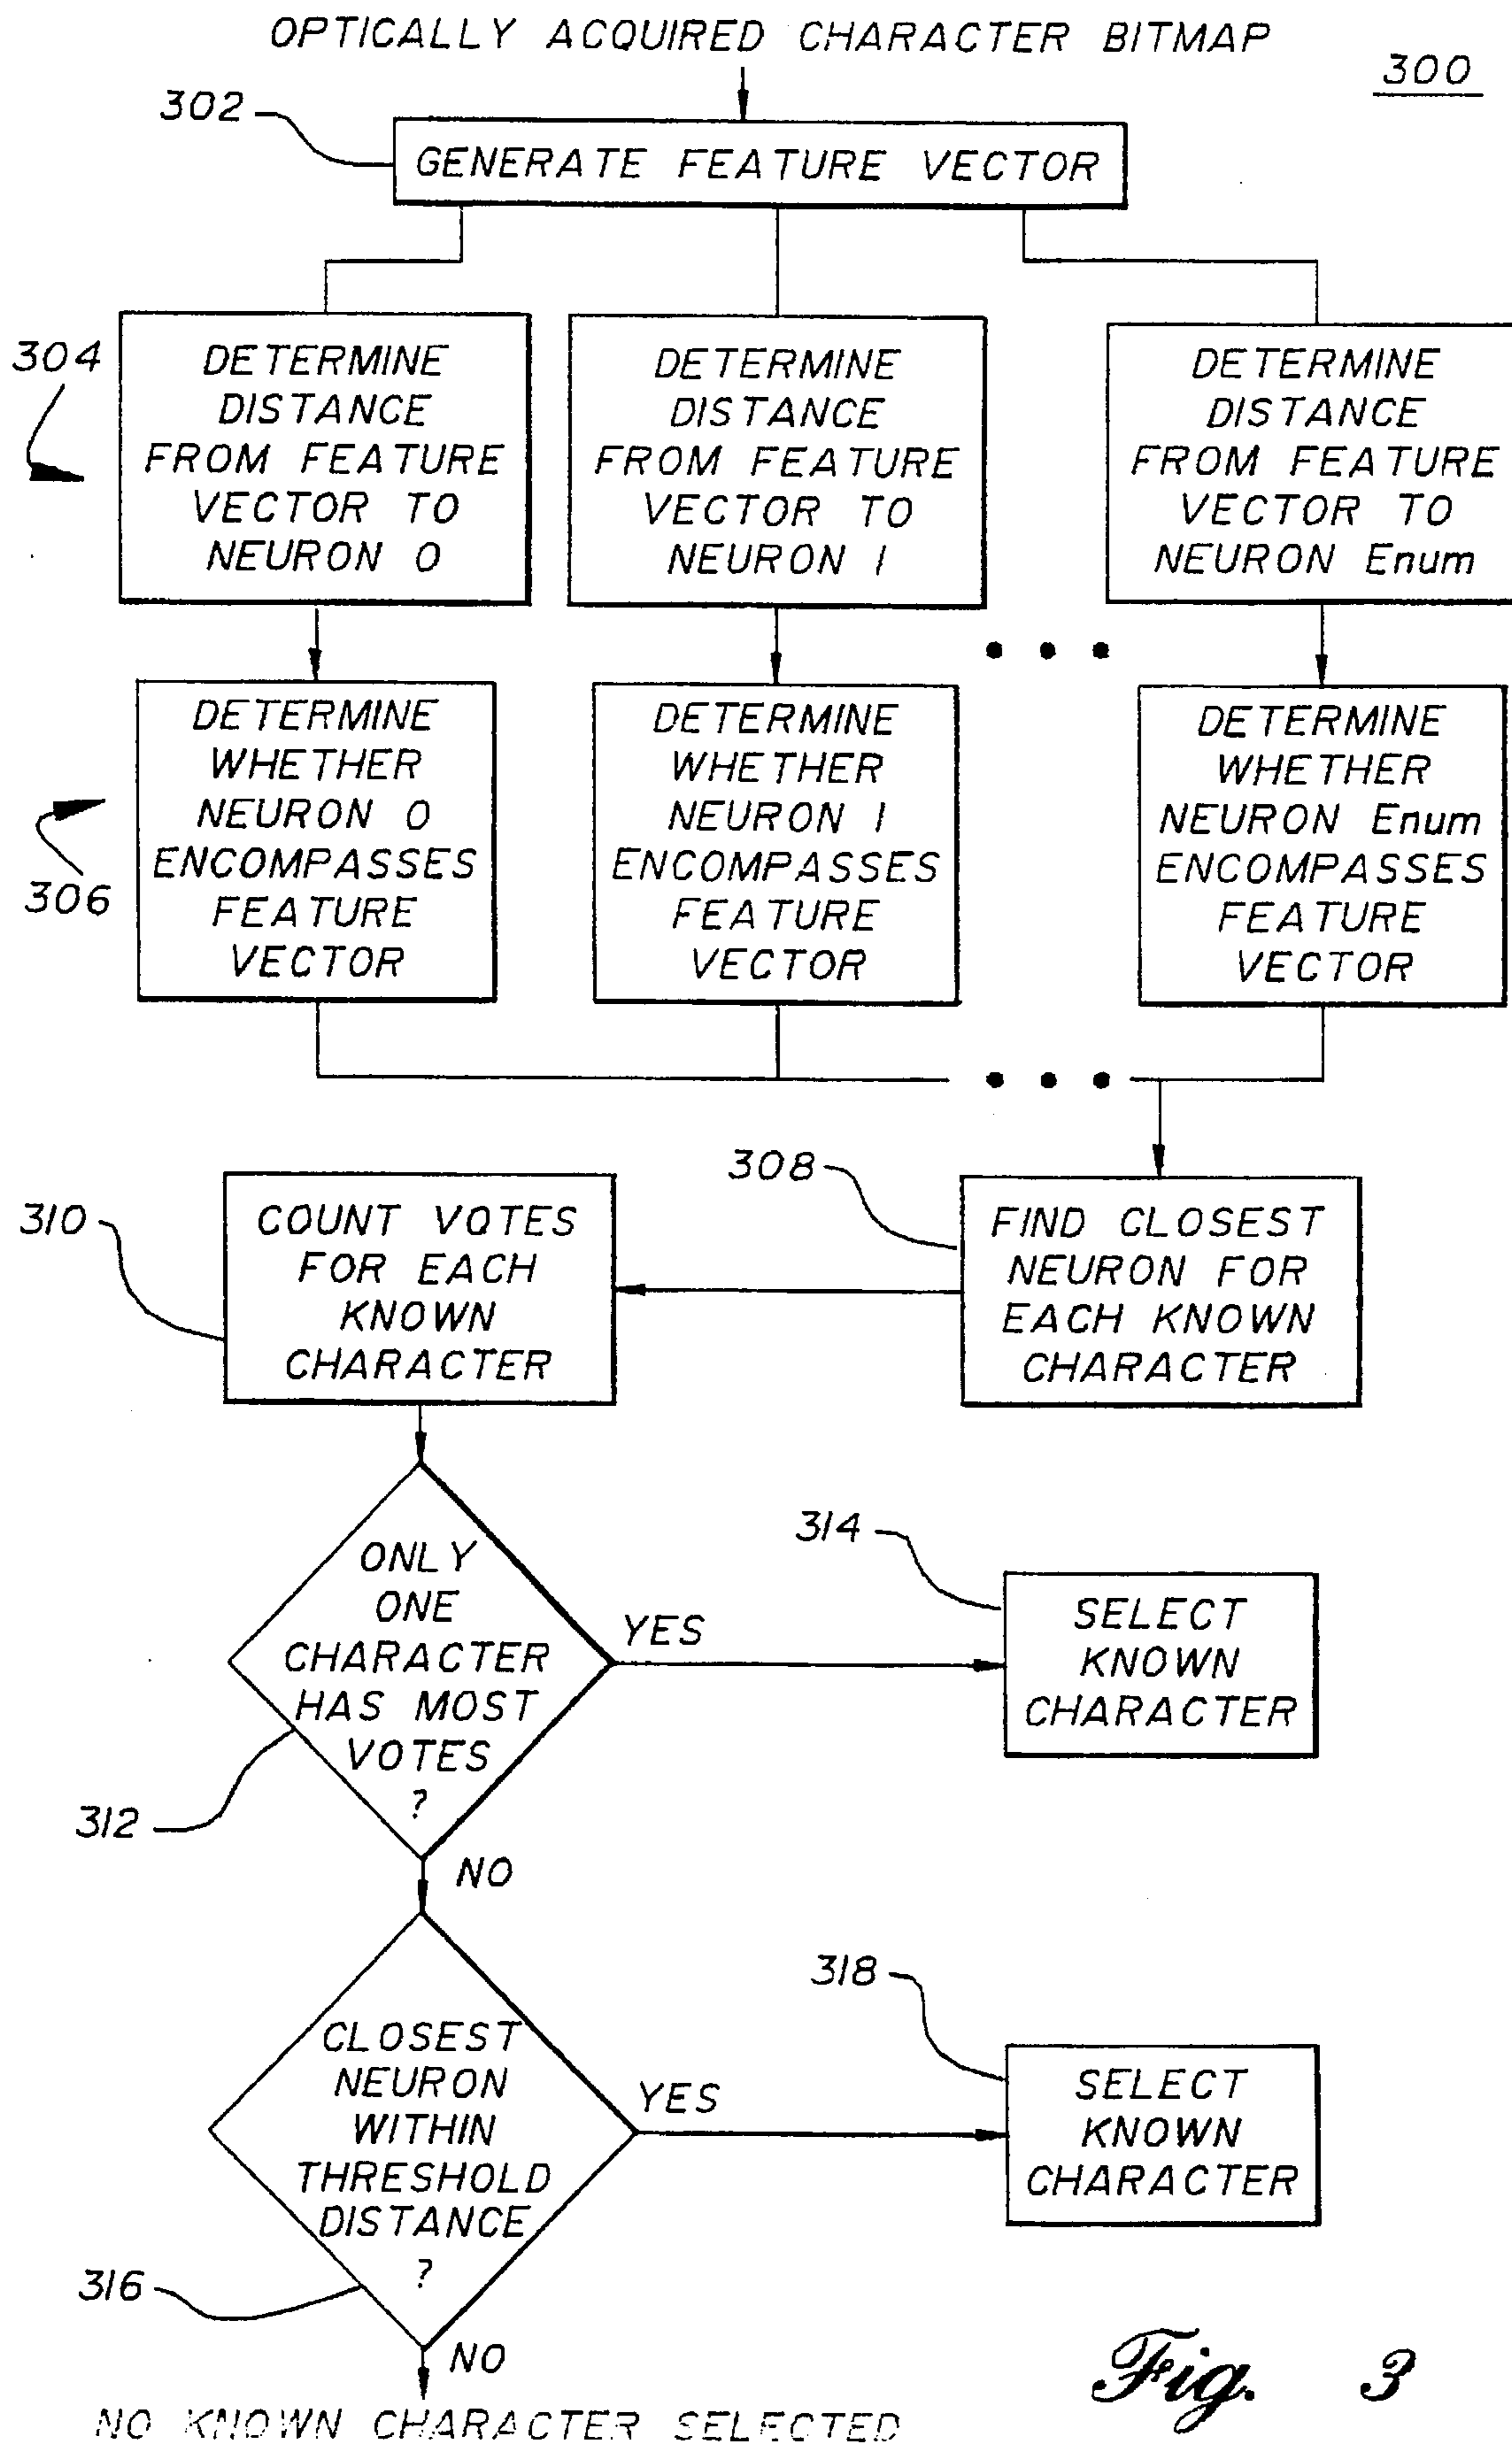 OPTICALLY ACQUIRED CHARACTER BITMAP
300
302
GENERATE FEATURE VECTOR
304
DETERMINE
DISTANCE
FROM FEATURE
VECTOR TO
NEURON 0
DETERMINE
DISTANCE
FROM FEATURE
VECTOR TO
NEURON 1
DETERMINE
DISTANCE
FROM FEATURE
VECTOR TO
NEURON Enum
• • •
306
DETERMINE
WHETHER
NEURON 0
ENCOMPASSES
FEATURE
VECTOR
DETERMINE
WHETHER
NEURON 1
ENCOMPASSES
FEATURE
VECTOR
DETERMINE
WHETHER
NEURON Enum
ENCOMPASSES
FEATURE
VECTOR
• • •
308
FIND CLOSEST
NEURON FOR
EACH KNOWN
CHARACTER
310
COUNT VOTES
FOR EACH
KNOWN
CHARACTER
312
ONLY
ONE
CHARACTER
HAS MOST
VOTES
?
YES
314
SELECT
KNOWN
CHARACTER
NO
316
CLOSEST
NEURON
WITHIN
THRESHOLD
DISTANCE
?
YES
318
SELECT
KNOWN
CHARACTER
NO
NO KNOWN CHARACTER SELECTED
Fig. 3